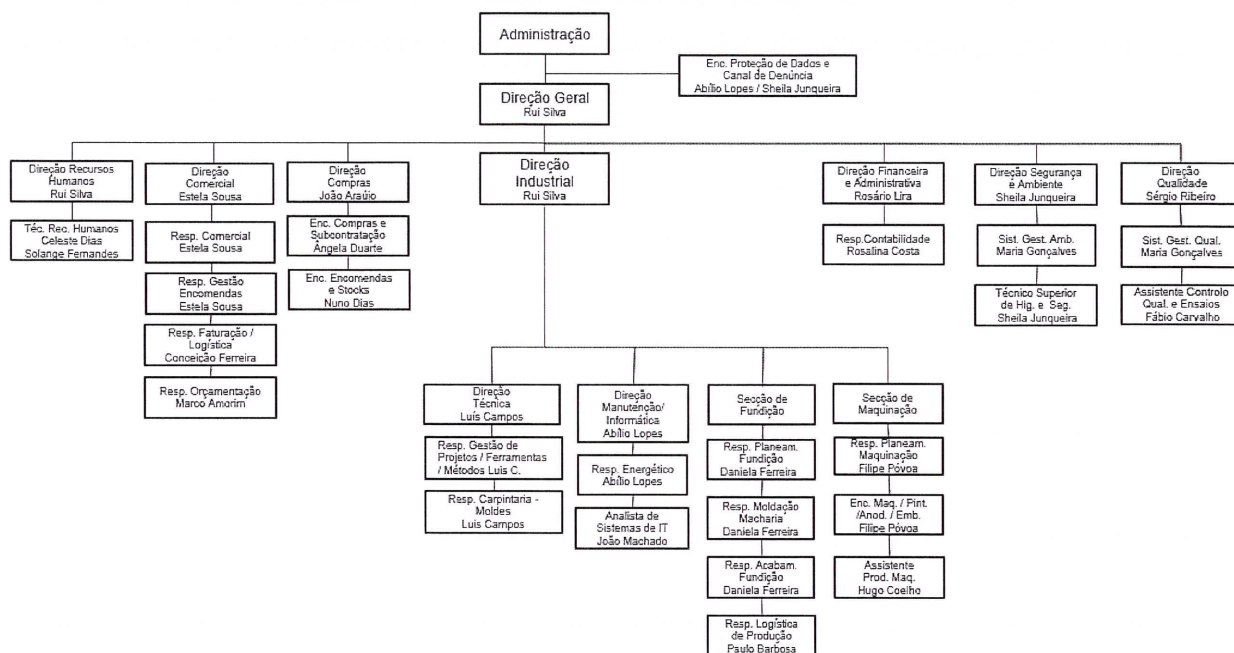 Administração
Enc. Proteção de Dados e
Canal de Denúncia
Abílio Lopes / Sheila Junqueira
Direção Geral
Rui Silva
Direção Recursos
Humanos
Rui Silva
Téc. Rec. Humanos
Celeste Dias
Solange Fernandes
Direção
Comercial
Estela Sousa
Resp. Comercial
Estela Sousa
Resp. Gestão
Encomendas
Estela Sousa
Resp. Faturação /
Logística
Conceição Ferreira
Resp. Orçamentação
Marco Amorim
Direção
Compras
João Araújo
Enc. Compras e
Subcontratação
Ângela Duarte
Enc. Encomendas
e Stocks
Nuno Dias
Direção
Industrial
Rui Silva
Direção
Técnica
Luís Campos
Resp. Gestão de
Projetos / Ferramentas
/ Métodos Luis C.
Resp. Carpintaria -
Moldes
Luis Campos
Direção
Manutenção/
Informática
Abílio Lopes
Resp. Energético
Abílio Lopes
Analista de
Sistemas de IT
João Machado
Secção de
Fundição
Resp. Planeam.
Fundição
Daniela Ferreira
Resp. Moldação
Macharia
Daniela Ferreira
Resp. Acabam.
Fundição
Daniela Ferreira
Resp. Logística
de Produção
Paulo Barbosa
Secção de
Maquinação
Resp. Planeam.
Maquinação
Filipe Póvoa
Enc. Maq. / Pint.
/Anod. / Emb.
Filipe Póvoa
Assistente
Prod. Maq.
Hugo Coelho
Direção Financeira
e Administrativa
Rosário Lira
Resp.Contabilidade
Rosalina Costa
Direção Segurança
e Ambiente
Sheila Junqueira
Sist. Gest. Amb.
Maria Gonçalves
Técnico Superior
de Hig. e Seg.
Sheila Junqueira
Direção
Qualidade
Sérgio Ribeiro
Sist. Gest. Qual.
Maria Gonçalves
Assistente Controlo
Qual. e Ensaios
Fábio Carvalho